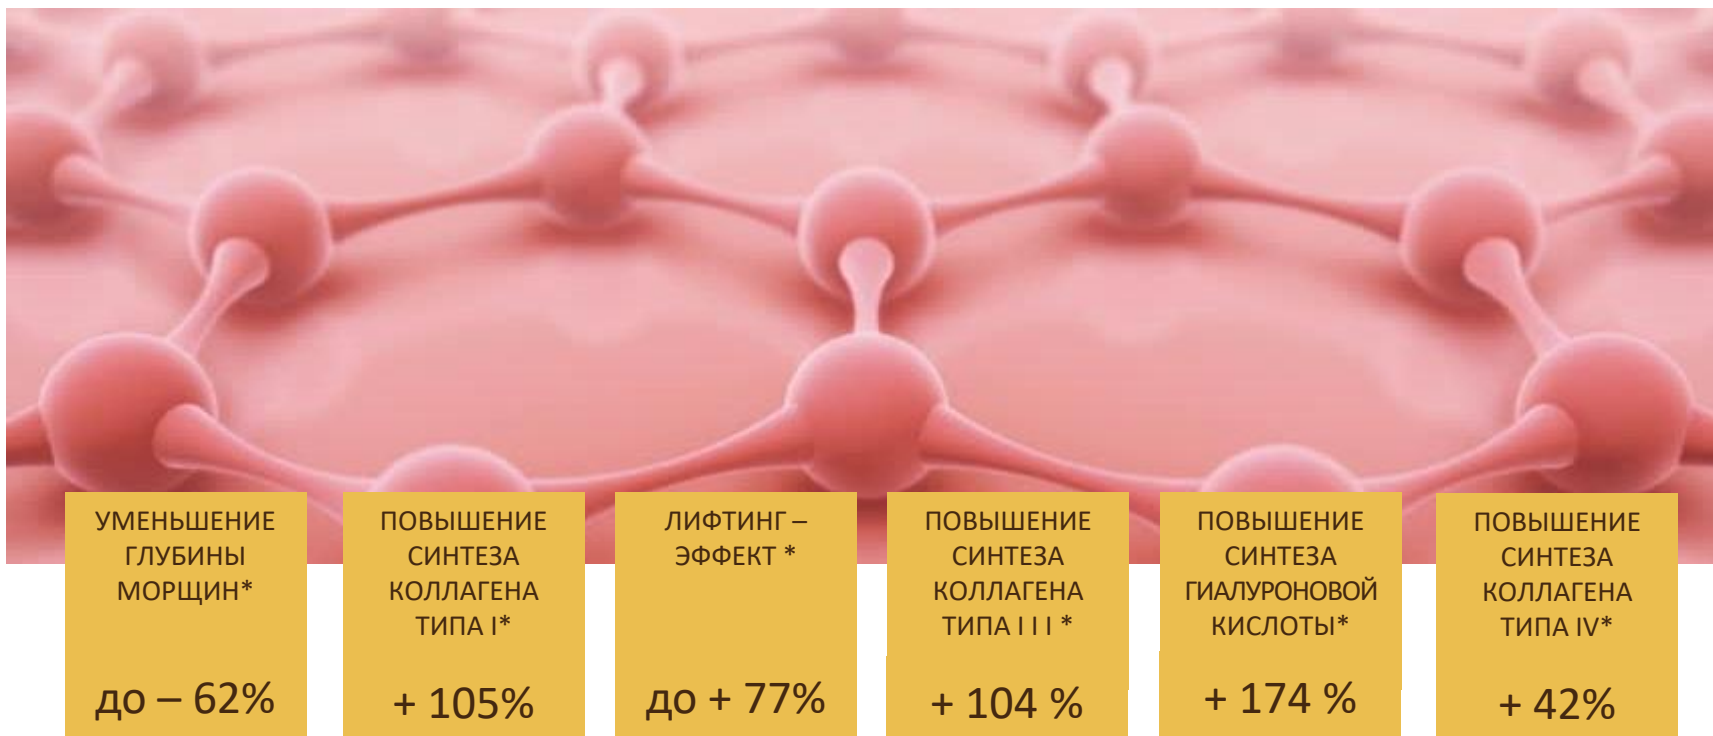 УМЕНЬШЕНИЕ
ГЛУБИНЫ
МОРЩИН*
до – 62%
ПОВЫШЕНИЕ
СИНТЕЗА
КОЛЛАГЕНА
ТИПА I*
+ 105%
ЛИФТИНГ –
ЭФФЕКТ *
до + 77%
ПОВЫШЕНИЕ
СИНТЕЗА
КОЛЛАГЕНА
ТИПА I I I *
+ 104 %
ПОВЫШЕНИЕ
СИНТЕЗА
ГИАЛУРОНОВОЙ
КИСЛОТЫ*
+ 174 %
ПОВЫШЕНИЕ
СИНТЕЗА
КОЛЛАГЕНА
ТИПА IV*
+ 42%